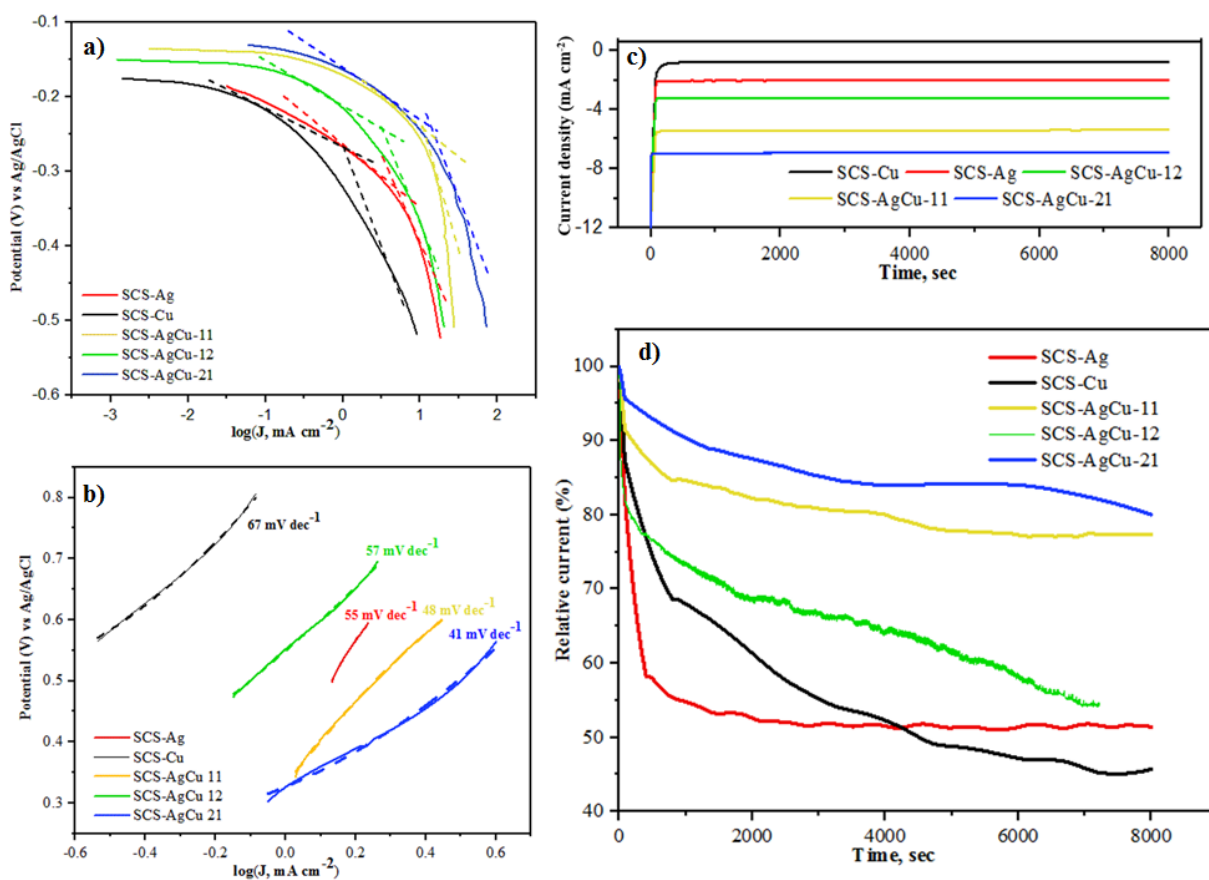 a)
-0.1
-0.2
-0.3
-0.4
-0.5
-0.6
Potential (V) vs Ag/AgCl
SCS-Ag
SCS-Cu
SCS-AgCu-11
SCS-AgCu-12
SCS-AgCu-21
-3 -2 -1 0 1 2
log(J, mA cm⁻²)
b)
0.8
0.7
0.6
0.5
0.4
0.3
Potential (V) vs Ag/AgCl
67 mV dec⁻¹
57 mV dec⁻¹
55 mV dec⁻¹
48 mV dec⁻¹
41 mV dec⁻¹
SCS-Ag
SCS-Cu
SCS-AgCu 11
SCS-AgCu 12
SCS-AgCu 21
-0.6 -0.4 -0.2 0.0 0.2 0.4 0.6
log(J, mA cm⁻²)
c)
0
-4
-8
-12
Current density (mA cm⁻²)
SCS-Cu SCS-Ag SCS-AgCu-12
SCS-AgCu-11 SCS-AgCu-21
0 2000 4000 6000 8000
Time, sec
d)
100
90
80
70
60
50
40
Relative current (%)
SCS-Ag
SCS-Cu
SCS-AgCu-11
SCS-AgCu-12
SCS-AgCu-21
0 2000 4000 6000 8000
Time, sec